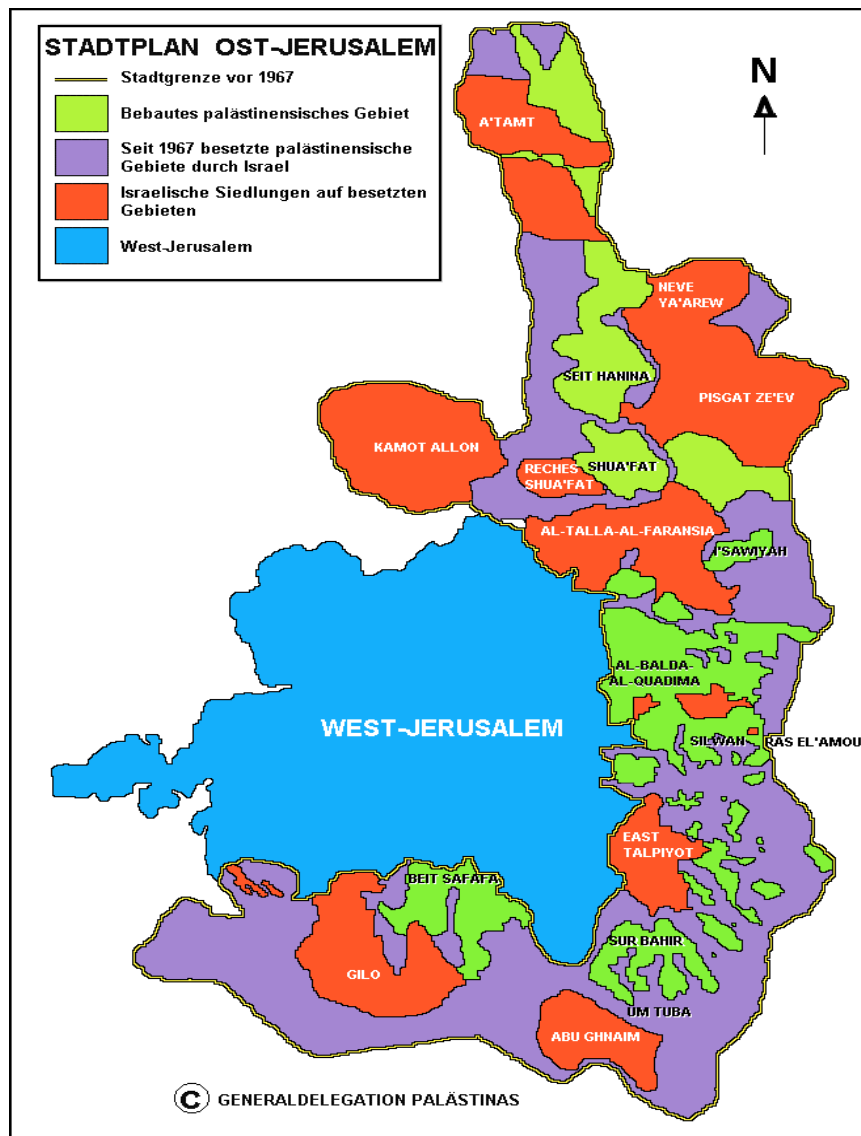 STADTPLAN OST-JERUSALEM
Stadtgrenze vor 1967
Bebautes palästinensisches Gebiet
Seit 1967 besetzte palästinensische
Gebiete durch Israel
Israelische Siedlungen auf besetzten
Gebieten
West-Jerusalem
N
A'TAMT
NEVE
YA'AREW
SEIT HANINA
PISGAT ZE'EV
KAMOT ALLON
RECHES
SHUA'FAT
SHUA'FAT
AL-TALLA-AL-FARANSIA
I'SAWIYAH
AL-BALDA-
AL-QUADIMA
WEST-JERUSALEM
SILWAN
RAS EL'AMOU
EAST
TALPIYOT
BEIT SAFAFA
SUR BAHIR
GILO
UM TUBA
ABU GHNAIM
C GENERALDELEGATION PALÄSTINAS